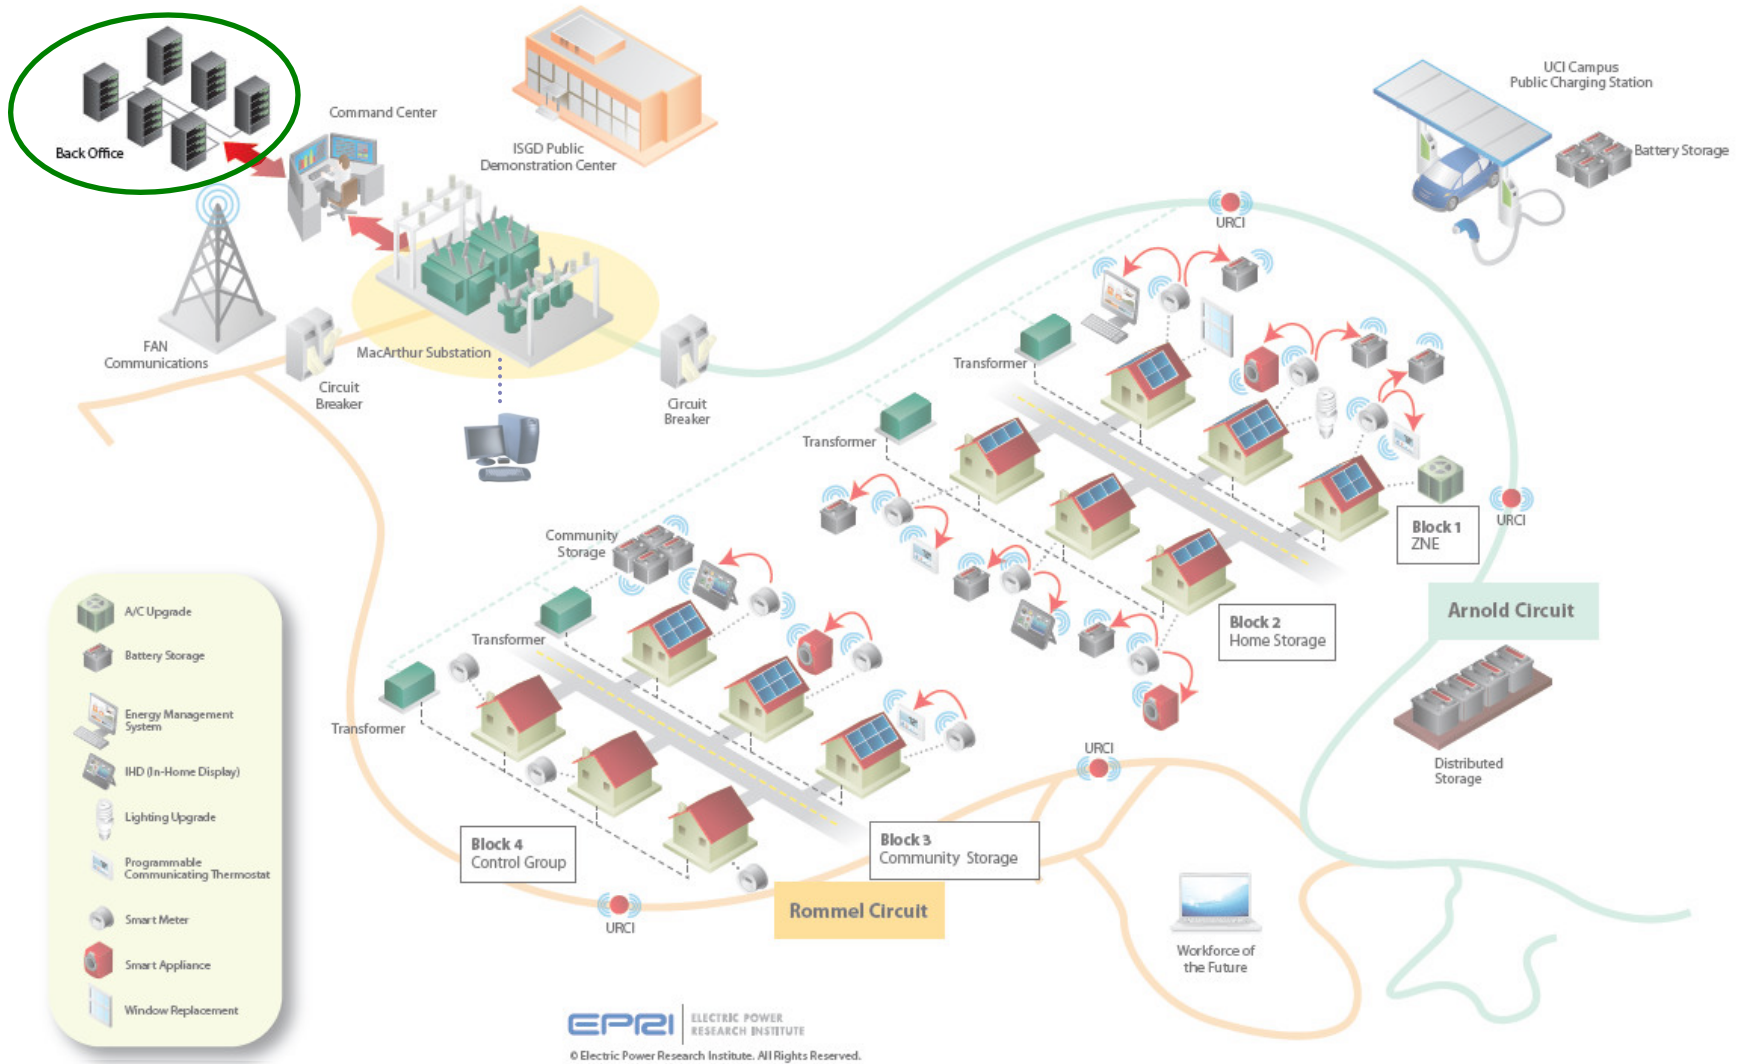 Back Office
Command Center
ISGD Public
Demonstration Center
UCI Campus
Public Charging Station
Battery Storage
URCI
FAN
Communications
MacArthur Substation
Circuit
Breaker
Circuit
Breaker
Transformer
Transformer
URCI
Block 1
ZNE
Community
Storage
Arnold Circuit
Block 2
Home Storage
Transformer
Transformer
A/C Upgrade
Battery Storage
Energy Management
System
IHD (In-Home Display)
Lighting Upgrade
Programmable
Communicating Thermostat
Smart Meter
Smart Appliance
Window Replacement
URCI
Distributed
Storage
Block 4
Control Group
Block 3
Community Storage
Rommel Circuit
URCI
Workforce of
the Future
EPRI
ELECTRIC POWER
RESEARCH INSTITUTE
© Electric Power Research Institute. All Rights Reserved.